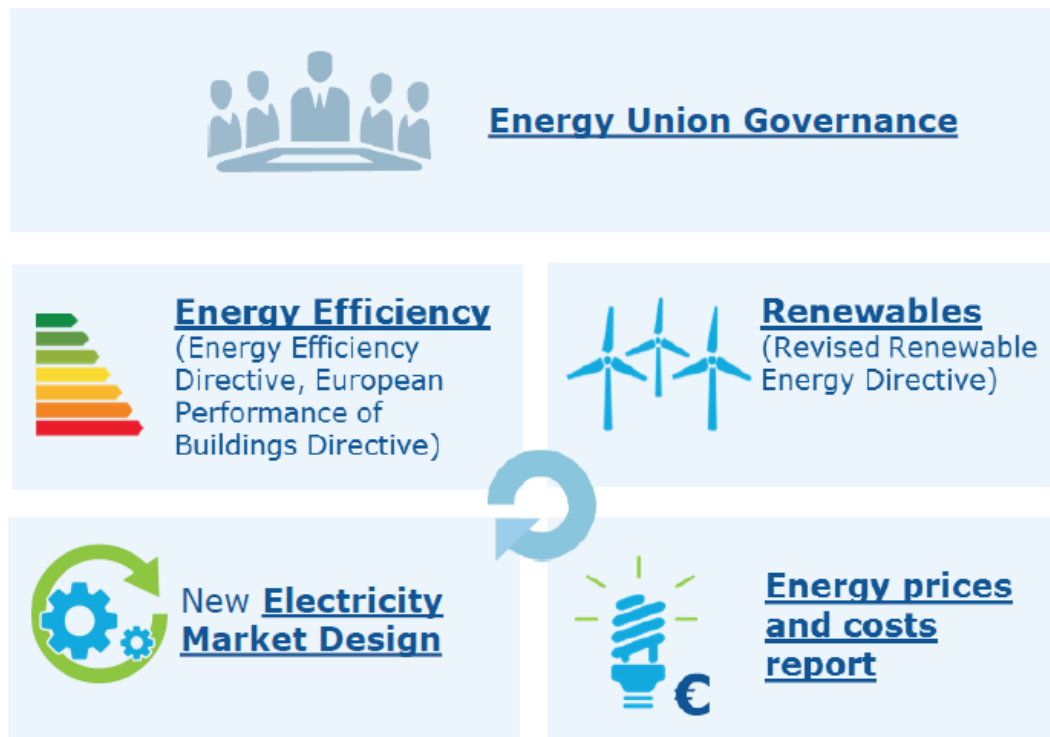 Energy Union Governance
Energy Efficiency
(Energy Efficiency
Directive, European
Performance of
Buildings Directive)
Renewables
(Revised Renewable
Energy Directive)
New Electricity
Market Design
Energy prices
and costs
report
€